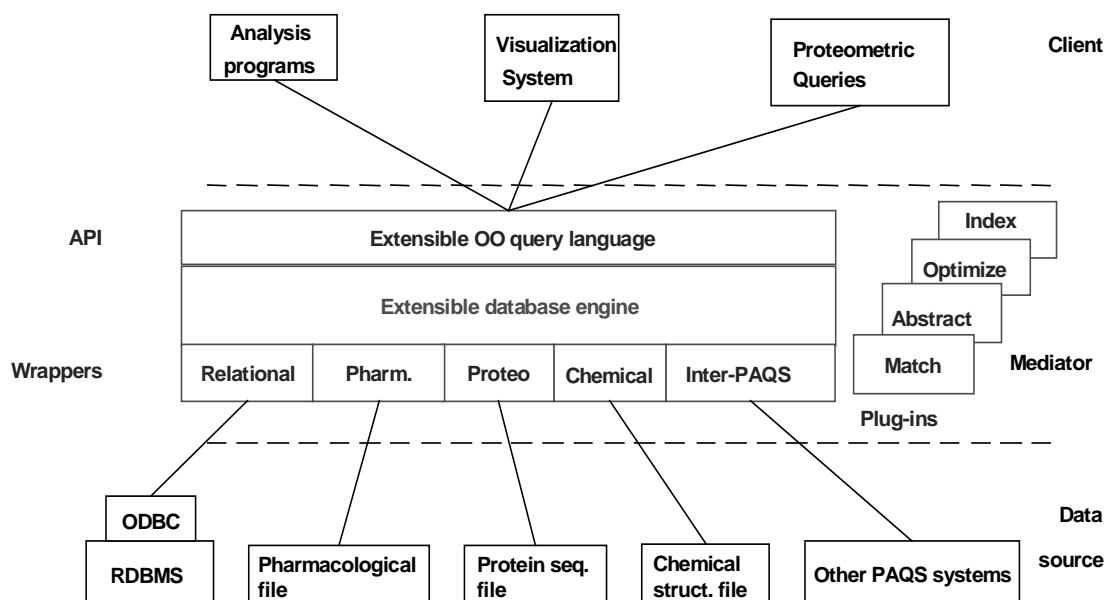 Analysis
programs
Visualization
System
Proteometric
Queries
Client
API
Extensible OO query language
Index
Optimize
Extensible database engine
Abstract
Wrappers
Relational
Pharm.
Proteo
Chemical
Inter-PAQS
Match
Mediator
Plug-ins
ODBC
RDBMS
Pharmacological
file
Protein seq.
file
Chemical
struct. file
Other PAQS systems
Data
source